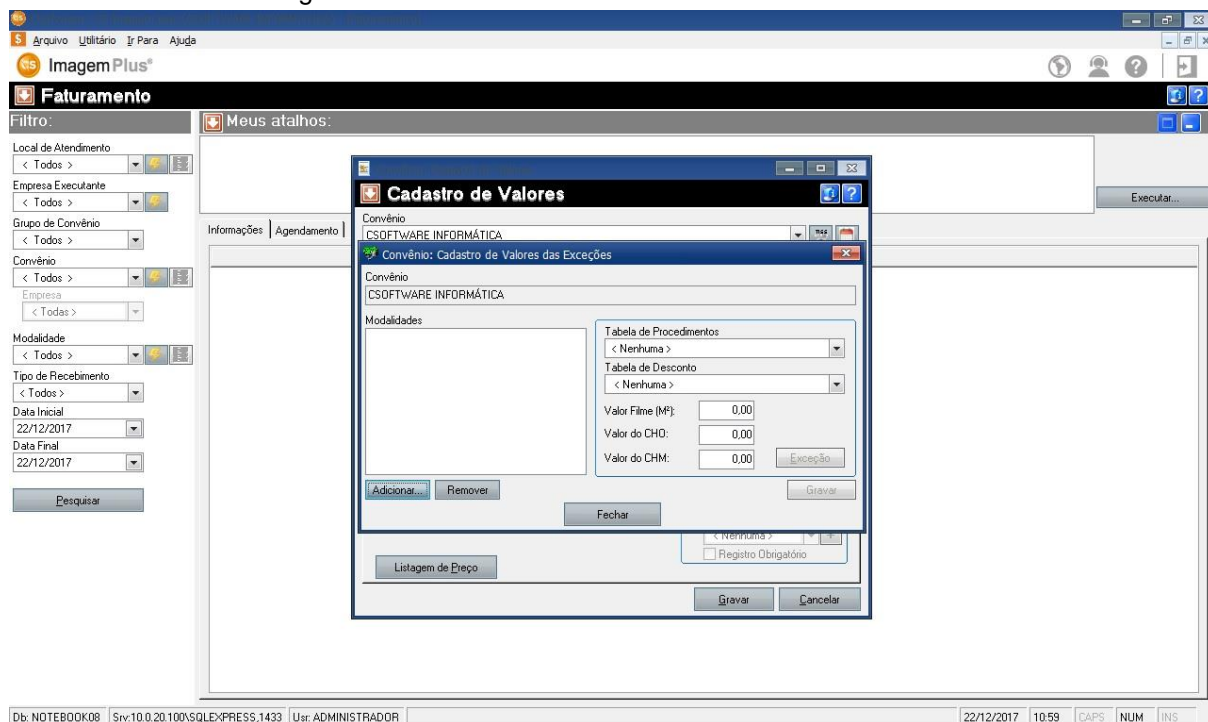 Arquivo Utilitário Ir Para Ajuda
ImagemPlus®
Faturamento
Filtro:
Meus atalhos:
Local de Atendimento
< Todos >
Empresa Executante
< Todos >
Executar...
Grupo de Convênio
< Todos >
Informações Agendamento
Convênio
< Todos >
Empresa
< Todas >
Modalidade
< Todos >
Tipo de Recebimento
< Todos >
Data Inicial
22/12/2017
Data Final
22/12/2017
Pesquisar
Cadastro de Valores
Convênio
CSOFTWARE INFORMÁTICA
Convênio: Cadastro de Valores das Exceções
Convênio
CSOFTWARE INFORMÁTICA
Modalidades
Tabela de Procedimentos
< Nenhuma >
Tabela de Desconto
< Nenhuma >
Valor Filme (M²): 0,00
Valor do CHO: 0,00
Valor do CHM: 0,00 Exceção
Adicionar... Remover Gravar
Fechar
< Nenhuma >
Registro Obrigatório
Listagem de Preço
Gravar Cancelar
Db: NOTEBOOK08 Srv:10.0.20.100\SQLEXPRESS,1433 Usr: ADMINISTRADOR 22/12/2017 10:59 CAPS NUM INS